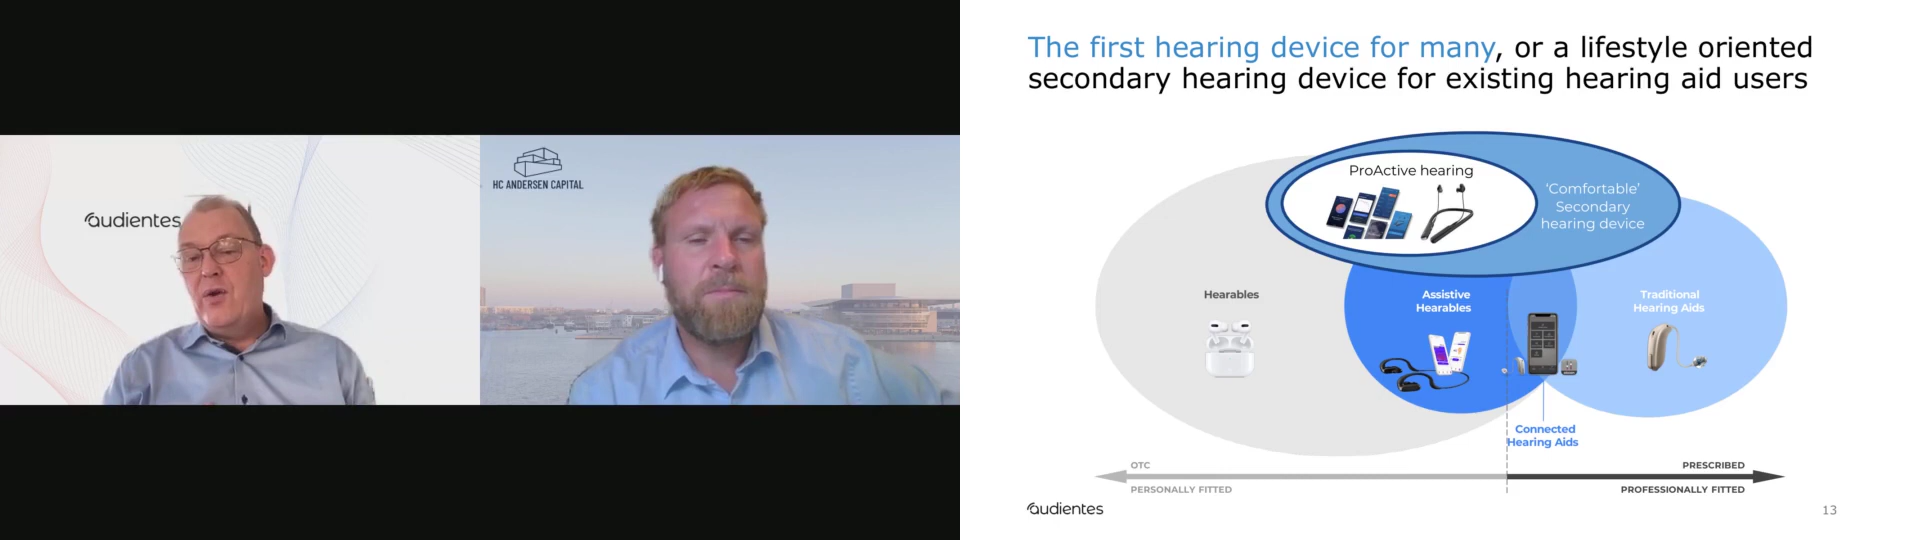 audientes
HC ANDERSEN CAPITAL
The first hearing device for many, or a lifestyle oriented
secondary hearing device for existing hearing aid users
ProActive hearing
‘Comfortable’
Secondary
hearing device
Hearables
Assistive
Hearables
Traditional
Hearing Aids
Connected
Hearing Aids
OTC
PRESCRIBED
PERSONALLY FITTED
PROFESSIONALLY FITTED
audientes
13